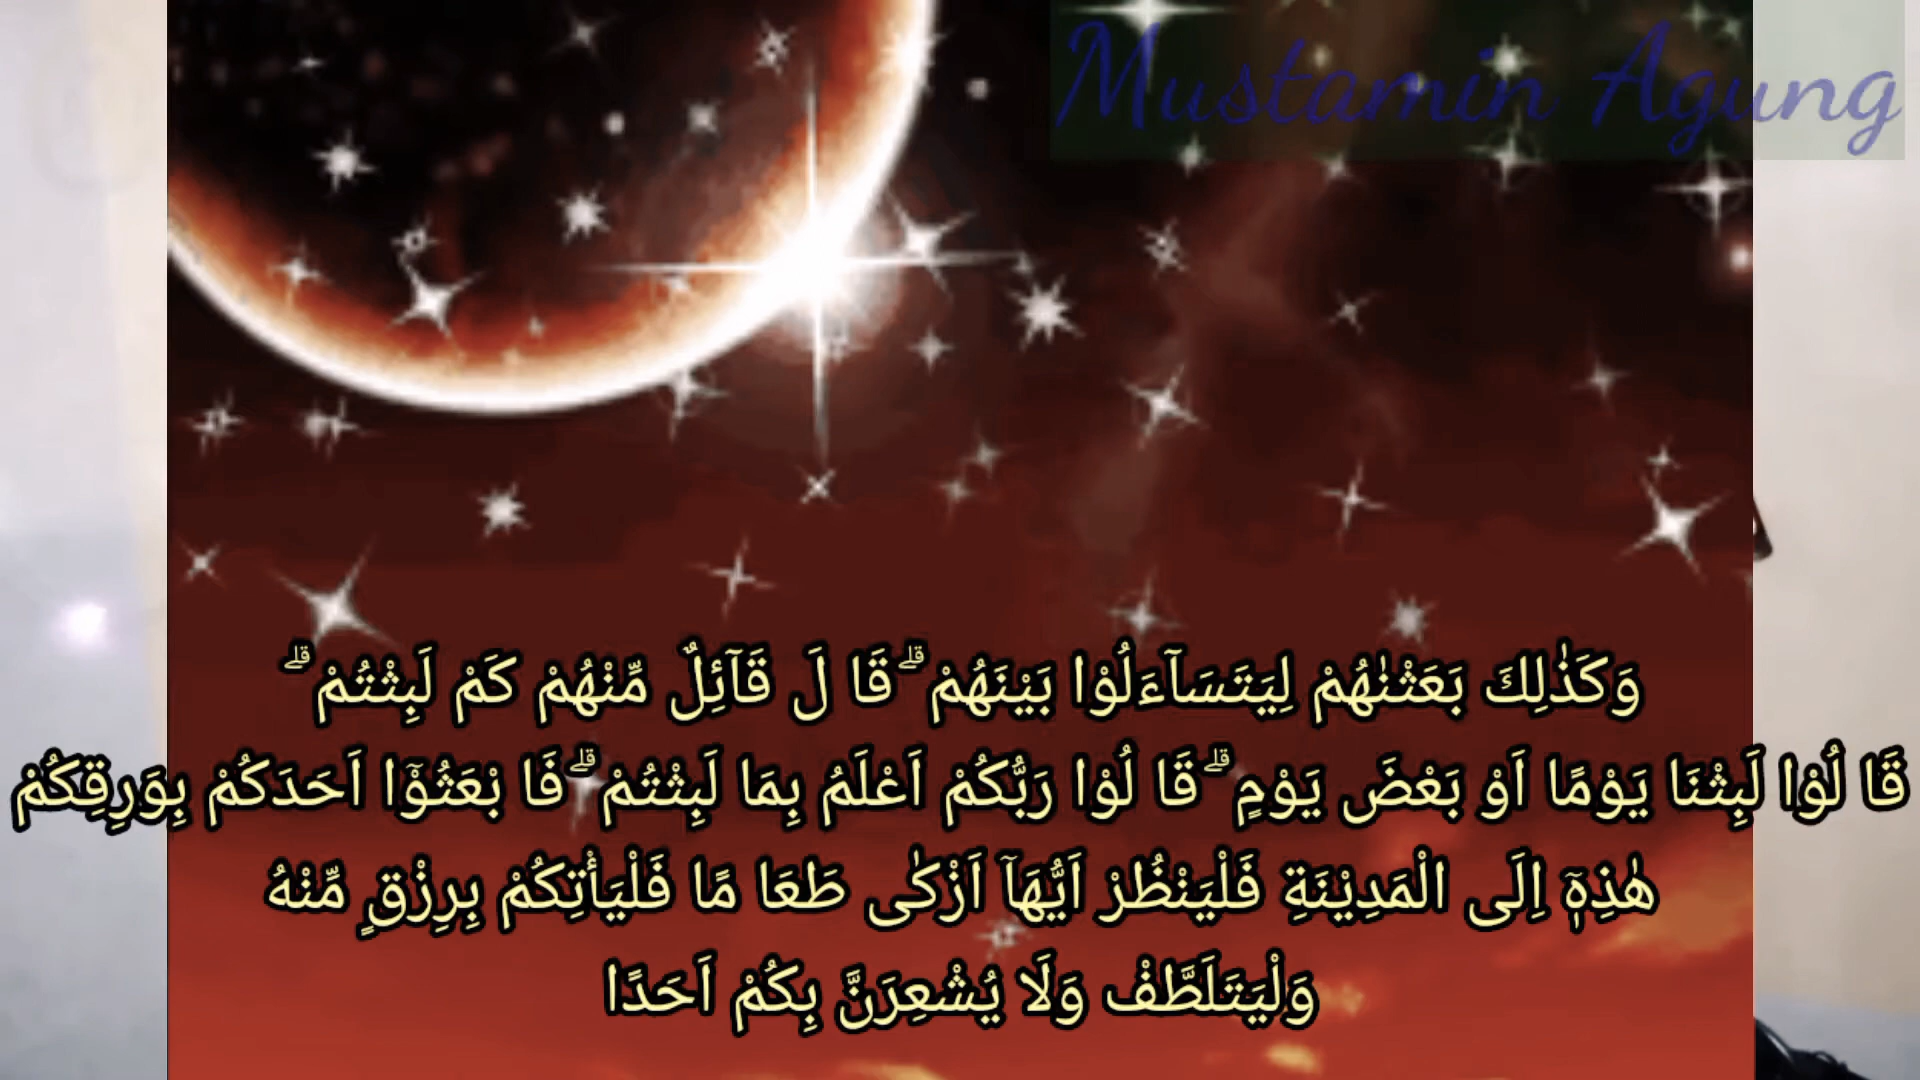 Mustamin Agung
وَكَذٰلِكَ بَعَثْنٰهُمْ لِيَتَسَآءَلُوْا بَيْنَهُمْ ۗ قَا لَ قَآئِلٌ مِّنْهُمْ كَمْ لَبِثْتُمْ ۗ
قَا لُوْا لَبِثْنَا يَوْمًا اَوْ بَعْضَ يَوْمٍ ۗ قَا لُوْا رَبُّكُمْ اَعْلَمُ بِمَا لَبِثْتُمْ ۗ فَا بْعَثُوْۤا اَحَدَكُمْ بِوَرِقِكُمْ
هٰذِهٖۤ اِلَى الْمَدِيْنَةِ فَلْيَنْظُرْ اَيُّهَاۤ اَزْكٰى طَعَا مًا فَلْيَأْتِكُمْ بِرِزْقٍ مِّنْهُ
وَلْيَتَلَطَّفْ وَلَا يُشْعِرَنَّ بِكُمْ اَحَدًا